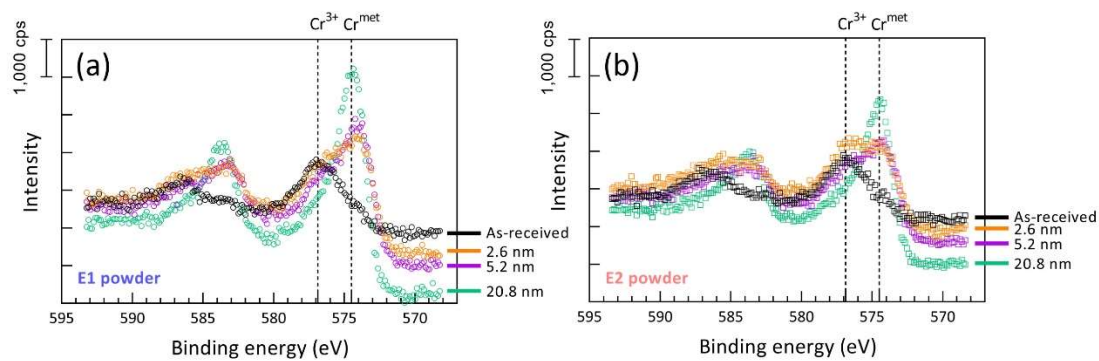 Cr3+ Crmet
1,000 cps
(a)
Intensity
E1 powder
As-received
2.6 nm
5.2 nm
20.8 nm
595 590 585 580 575 570
Binding energy (eV)
Cr3+ Crmet
1,000 cps
(b)
Intensity
E2 powder
As-received
2.6 nm
5.2 nm
20.8 nm
595 590 585 580 575 570
Binding energy (eV)